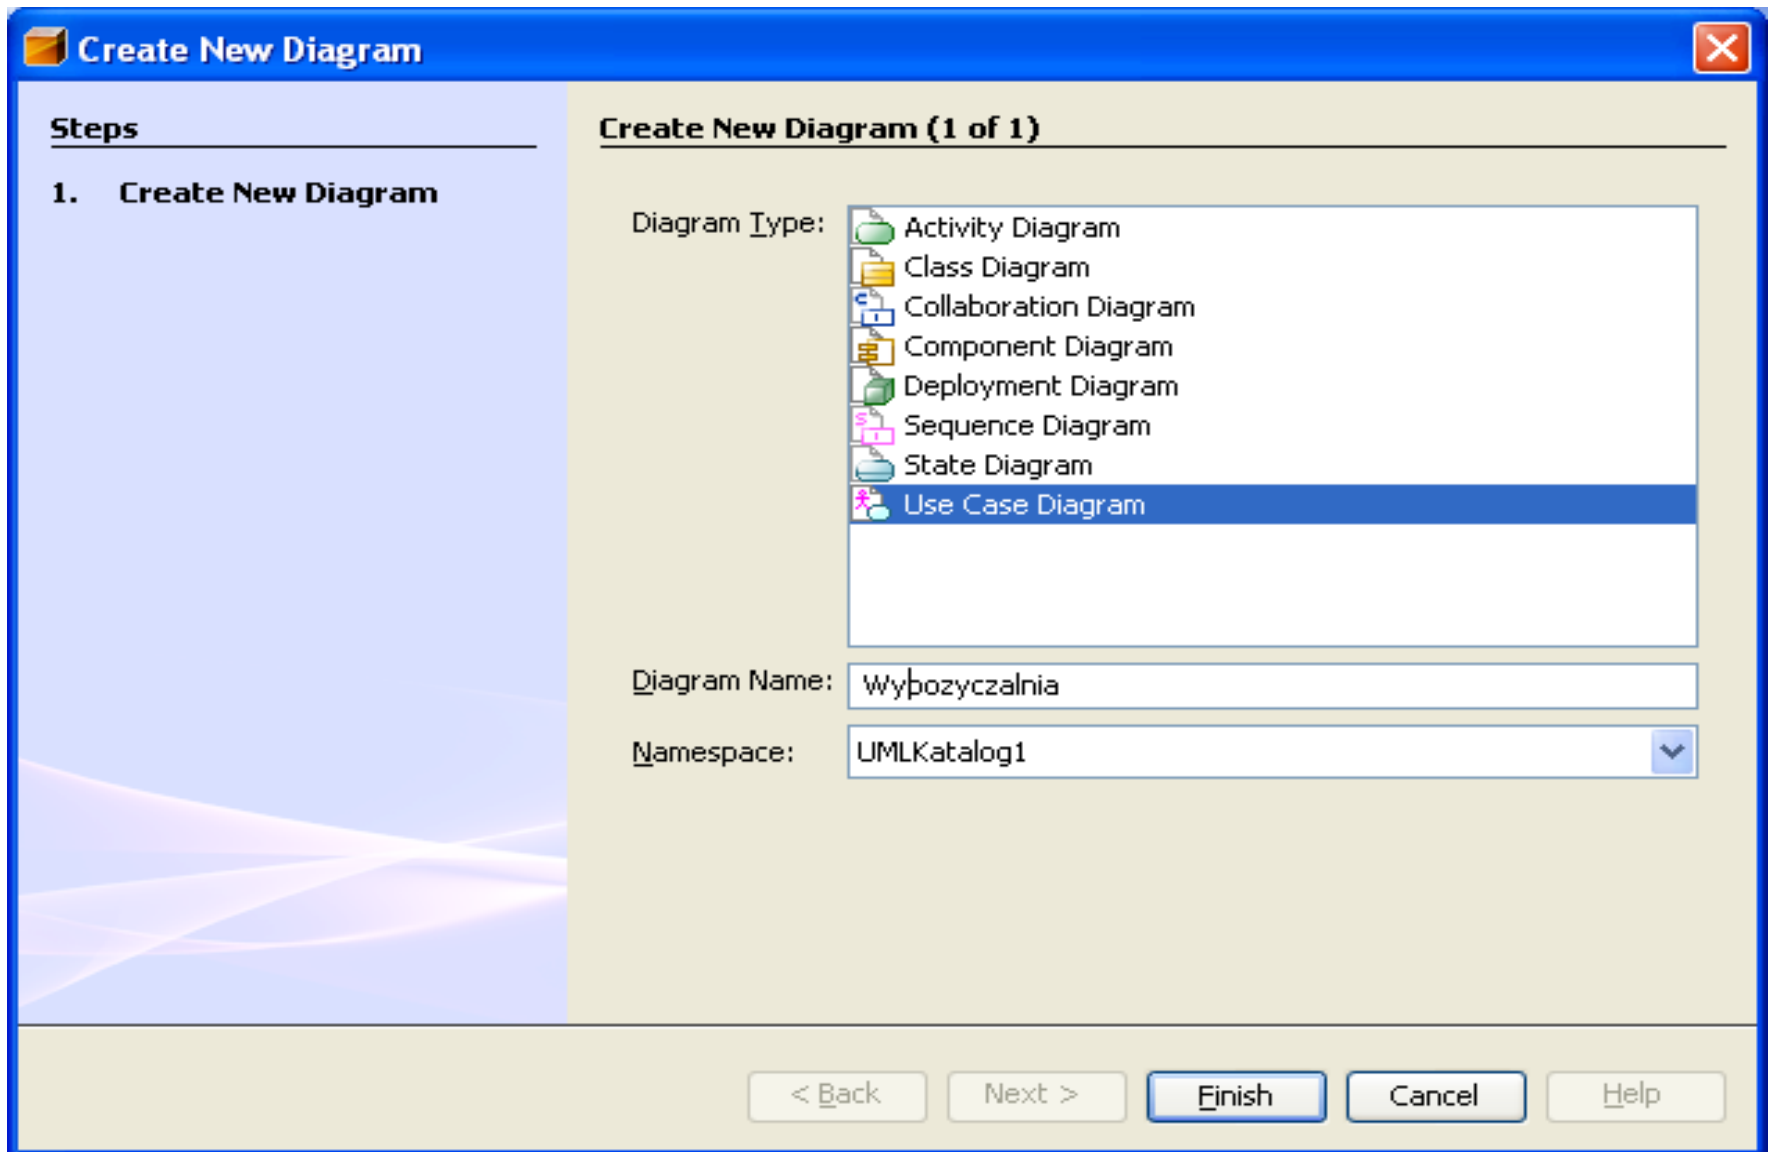 Create New Diagram
Steps
1. Create New Diagram
Create New Diagram (1 of 1)
Diagram Type:
Activity Diagram
Class Diagram
Collaboration Diagram
Component Diagram
Deployment Diagram
Sequence Diagram
State Diagram
Use Case Diagram
Diagram Name: Wypozyczalnia
Namespace: UMLKatalog1
< Back Next > Finish Cancel Help